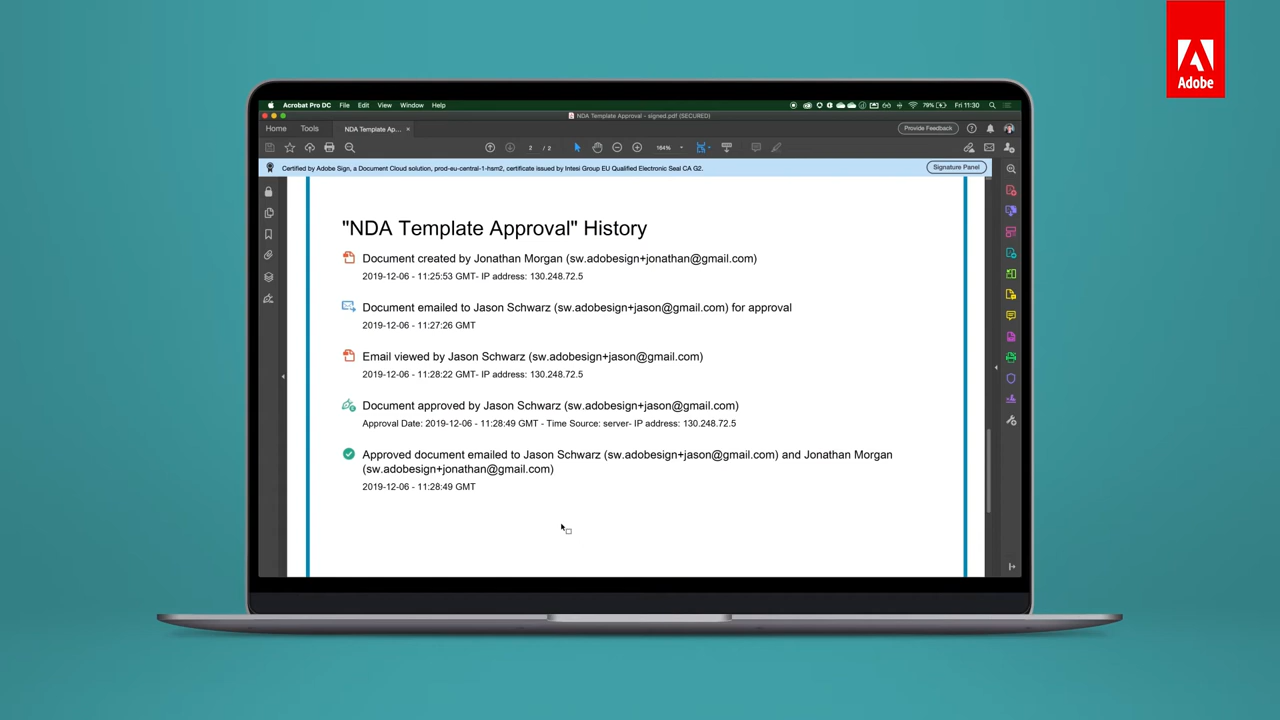 Adobe
Acrobat Pro DC File Edit View Window Help
79% Fri 11:30
NDA Template Approval - signed.pdf (SECURED)
Home Tools NDA Template Ap... × Provide Feedback
2 / 2 164%
Certified by Adobe Sign, a Document Cloud solution, prod-eu-central-1-hsm2, certificate issued by Intesi Group EU Qualified Electronic Seal CA G2. Signature Panel
"NDA Template Approval" History
Document created by Jonathan Morgan (sw.adobesign+jonathan@gmail.com)
2019-12-06 - 11:25:53 GMT- IP address: 130.248.72.5
Document emailed to Jason Schwarz (sw.adobesign+jason@gmail.com) for approval
2019-12-06 - 11:27:26 GMT
Email viewed by Jason Schwarz (sw.adobesign+jason@gmail.com)
2019-12-06 - 11:28:22 GMT- IP address: 130.248.72.5
Document approved by Jason Schwarz (sw.adobesign+jason@gmail.com)
Approval Date: 2019-12-06 - 11:28:49 GMT - Time Source: server- IP address: 130.248.72.5
Approved document emailed to Jason Schwarz (sw.adobesign+jason@gmail.com) and Jonathan Morgan
(sw.adobesign+jonathan@gmail.com)
2019-12-06 - 11:28:49 GMT